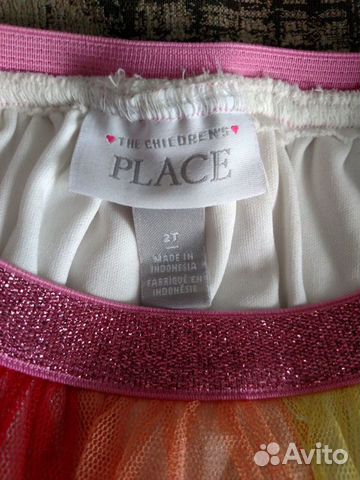 THE CHILDREN'S
PLACE
2T
MADE IN
INDONESIA
FABRIQUÉ EN
INDONÉSIE
Avito